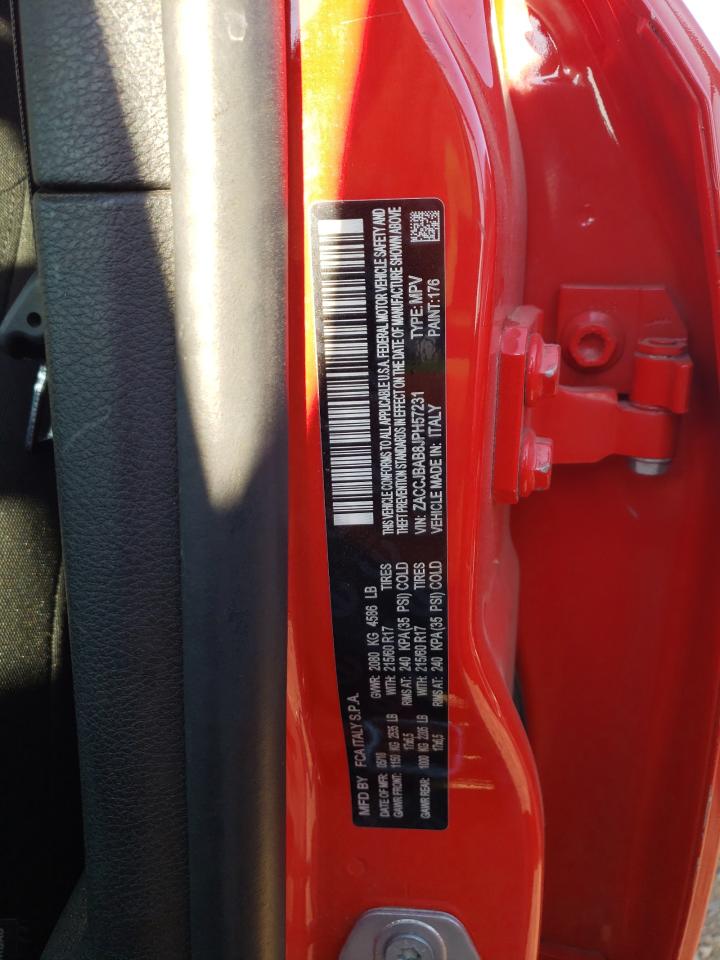 MFD BY FCA ITALY S.P.A.
DATE OF MFR: 05/18 GVWR: 2080 KG 4586 LB
GAWR FRONT: 1150 KG 2535 LB WITH: 215/60 R17 TIRES
17x6.5 RIMS AT: 240 KPA(35 PSI) COLD
GAWR REAR: 1000 KG 2205 LB WITH: 215/60 R17 TIRES
17x6.5 RIMS AT: 240 KPA(35 PSI) COLD
THIS VEHICLE CONFORMS TO ALL APPLICABLE U.S.A. FEDERAL MOTOR VEHICLE SAFETY AND
THEFT PREVENTION STANDARDS IN EFFECT ON THE DATE OF MANUFACTURE SHOWN ABOVE
VIN: ZACCJBAB8JPH57231 TYPE: MPV
VEHICLE MADE IN: ITALY PAINT: 176